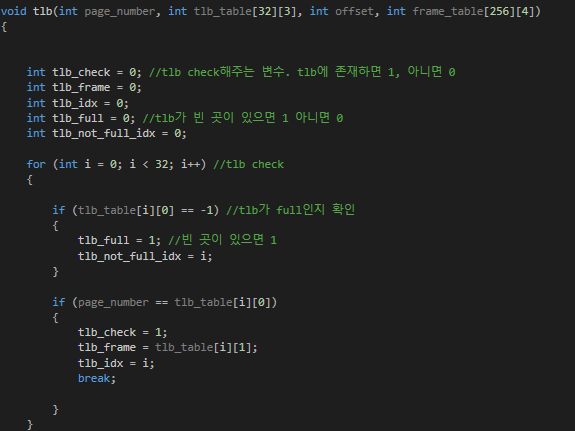 void tlb(int page_number, int tlb_table[32][3], int offset, int frame_table[256][4])
{
int tlb_check = 0; //tlb check해주는 변수. tlb에 존재하면 1, 아니면 0
int tlb_frame = 0;
int tlb_idx = 0;
int tlb_full = 0; //tlb가 빈 곳이 있으면 1 아니면 0
int tlb_not_full_idx = 0;
for (int i = 0; i < 32; i++) //tlb check
{
if (tlb_table[i][0] == -1) //tlb가 full인지 확인
{
tlb_full = 1; //빈 곳이 있으면 1
tlb_not_full_idx = i;
}
if (page_number == tlb_table[i][0])
{
tlb_check = 1;
tlb_frame = tlb_table[i][1];
tlb_idx = i;
break;
}
}